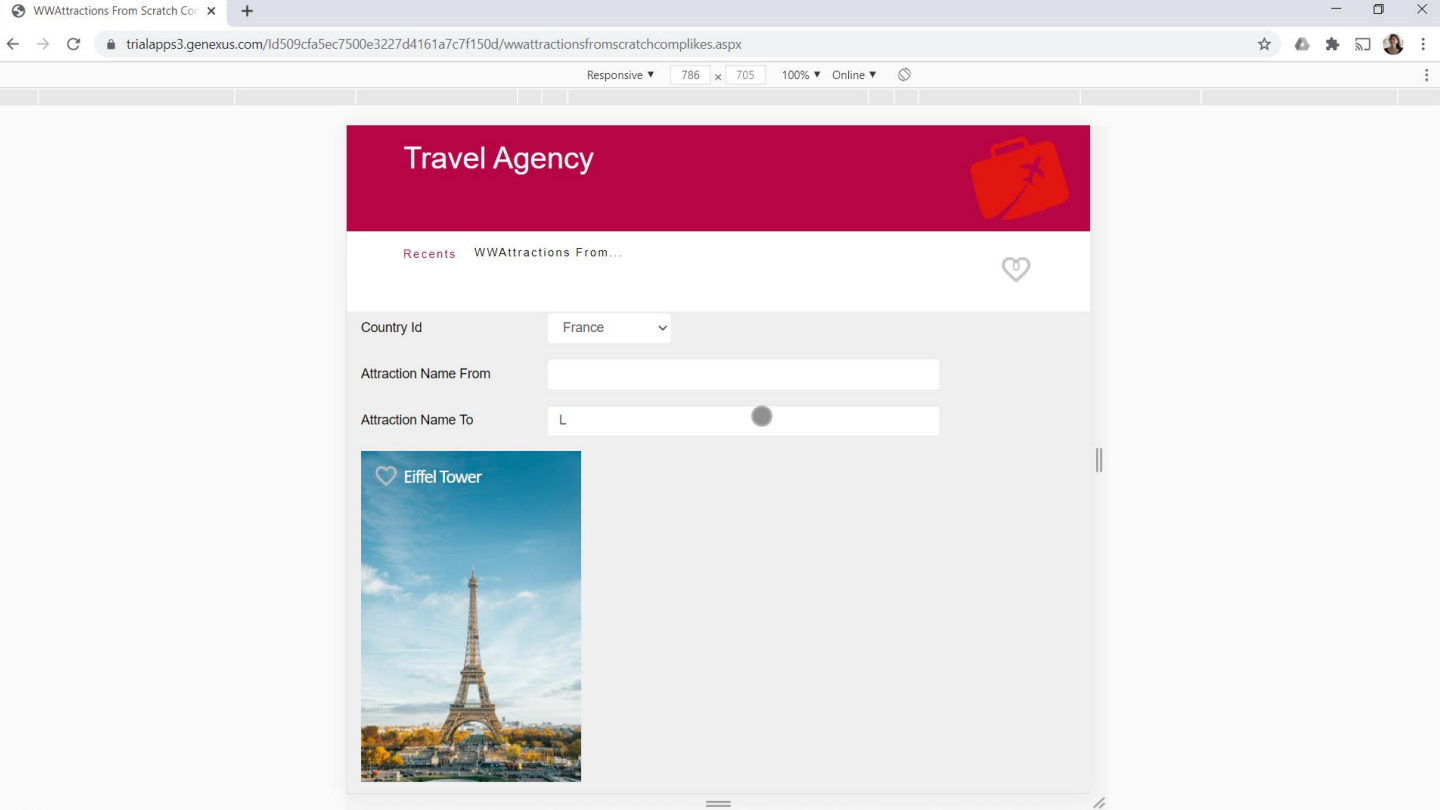 WWAttractions From Scratch Co
trialapps3.genexus.com/Id509cfa5ec7500e3227d4161a7c7f150d/wwattractionsfromscratchcomplikes.aspx
Responsive ▼ 786 x 705 100% ▼ Online ▼
Travel Agency
Recents WWAttractions From...
0
Country Id France
Attraction Name From
Attraction Name To L
Eiffel Tower